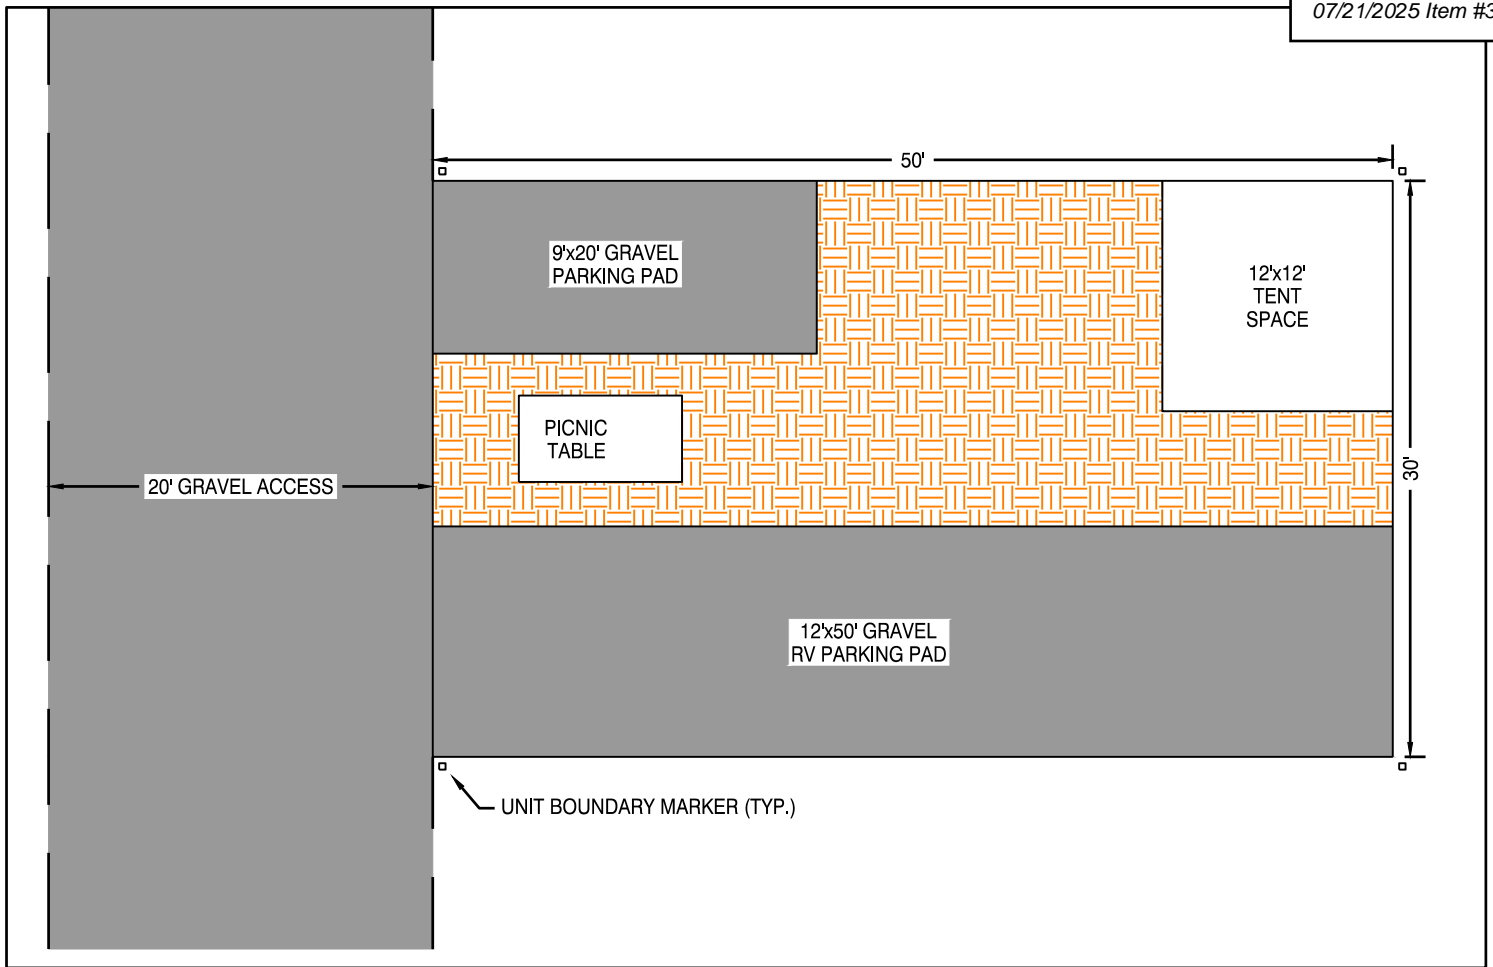 07/21/2025 Item #3
50'
9'x20' GRAVEL
PARKING PAD
12'x12'
TENT
SPACE
PICNIC
TABLE
20' GRAVEL ACCESS
30'
12'x50' GRAVEL
RV PARKING PAD
UNIT BOUNDARY MARKER (TYP.)